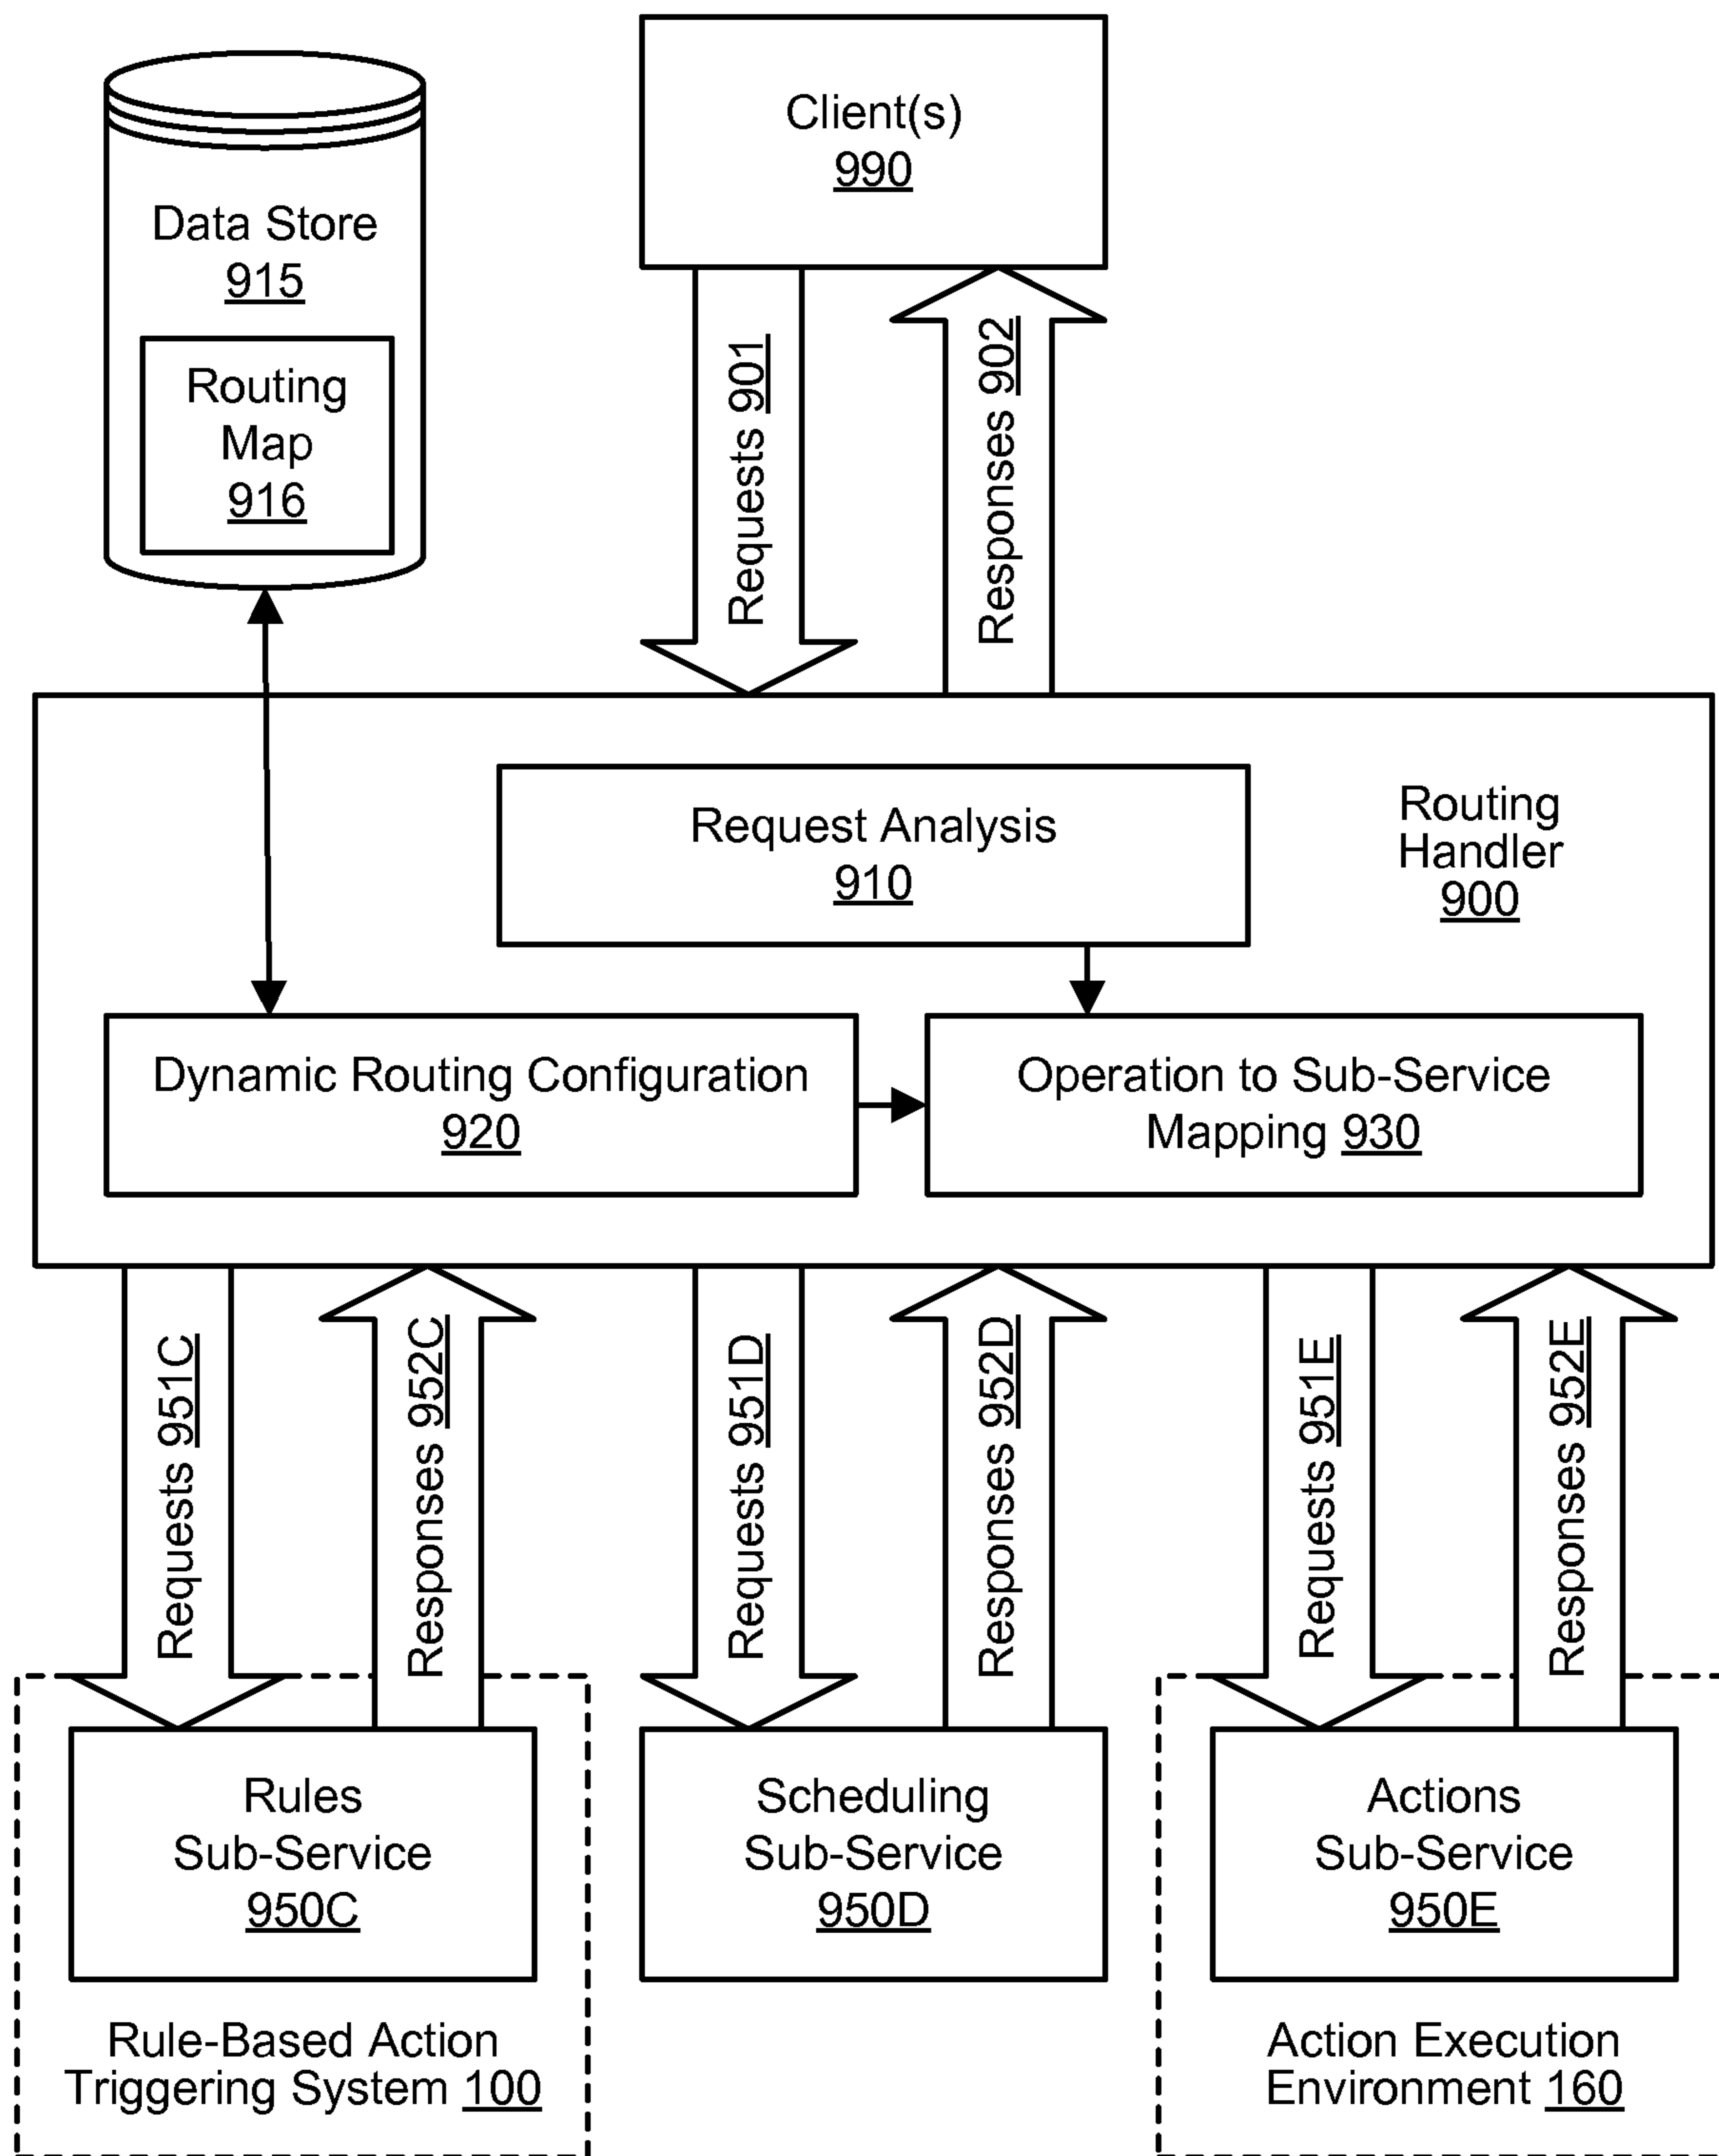 Client(s)
990
Data Store
915
Routing
Map
916
Requests 901
Responses 902
Routing
Handler
900
Request Analysis
910
Dynamic Routing Configuration
920
Operation to Sub-Service
Mapping 930
Requests 951C
Responses 952C
Requests 951D
Responses 952D
Requests 951E
Responses 952E
Rules
Sub-Service
950C
Scheduling
Sub-Service
950D
Actions
Sub-Service
950E
Rule-Based Action
Triggering System 100
Action Execution
Environment 160